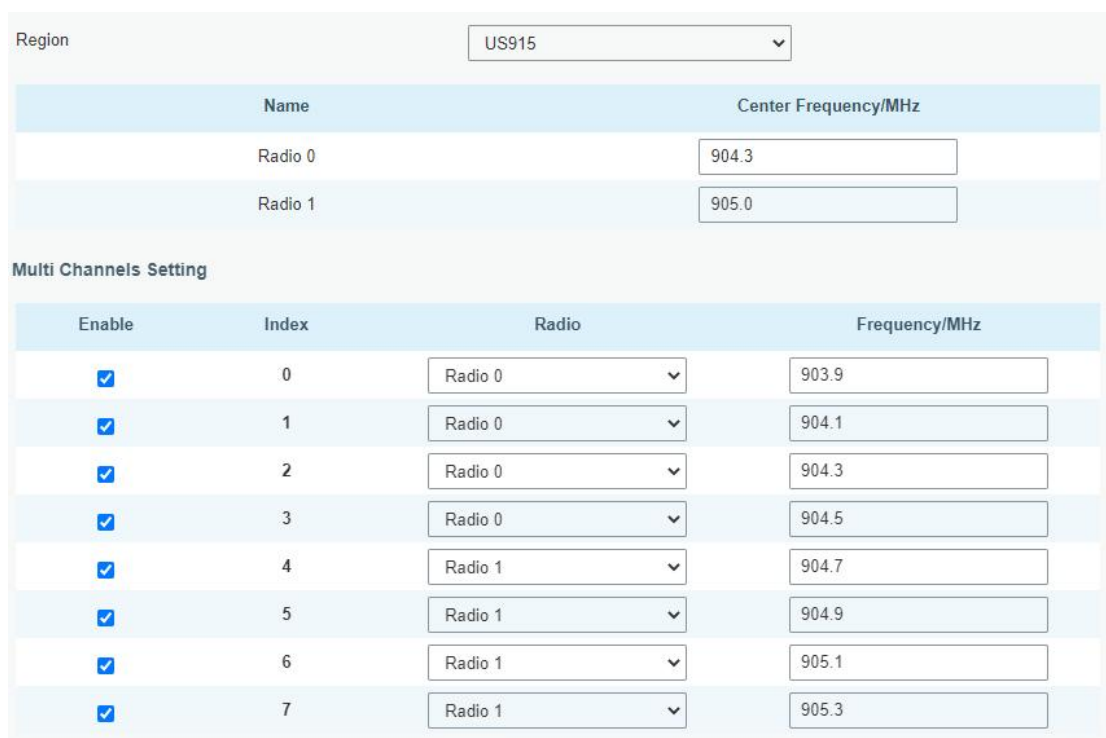 Region US915
Name Center Frequency/MHz
Radio 0 904.3
Radio 1 905.0
Multi Channels Setting
Enable Index Radio Frequency/MHz
0 Radio 0 903.9
1 Radio 0 904.1
2 Radio 0 904.3
3 Radio 0 904.5
4 Radio 1 904.7
5 Radio 1 904.9
6 Radio 1 905.1
7 Radio 1 905.3